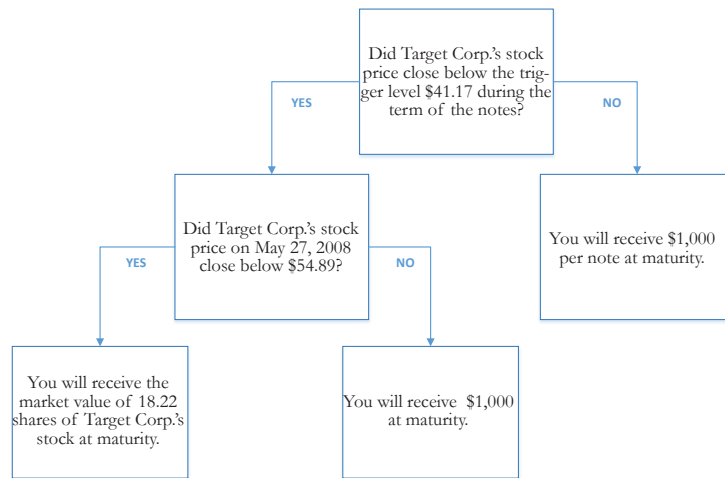 Did Target Corp.'s stock
price close below the trig-
ger level $41.17 during the
term of the notes?
YES
NO
Did Target Corp.'s stock
price on May 27, 2008
close below $54.89?
You will receive $1,000
per note at maturity.
YES
NO
You will receive the
market value of 18.22
shares of Target Corp.'s
stock at maturity.
You will receive $1,000
at maturity.